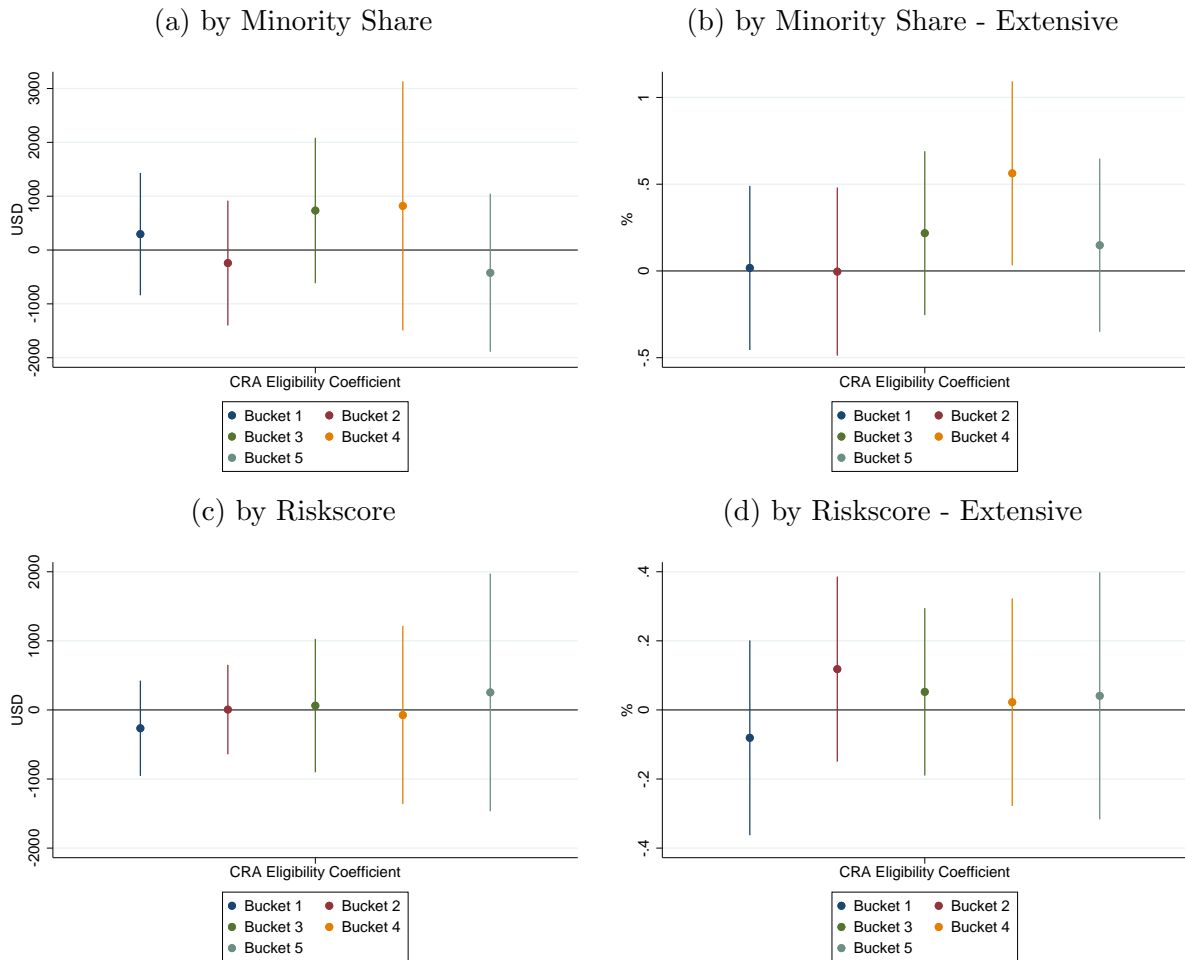 (a) by Minority Share
(b) by Minority Share - Extensive
USD
3000
2000
1000
0
-1000
-2000
CRA Eligibility Coefficient
Bucket 1
Bucket 2
Bucket 3
Bucket 4
Bucket 5
%
1
.5
0
-.5
CRA Eligibility Coefficient
Bucket 1
Bucket 2
Bucket 3
Bucket 4
Bucket 5
(c) by Riskscore
(d) by Riskscore - Extensive
USD
2000
1000
0
-1000
-2000
CRA Eligibility Coefficient
Bucket 1
Bucket 2
Bucket 3
Bucket 4
Bucket 5
%
.4
.2
0
-.2
-.4
CRA Eligibility Coefficient
Bucket 1
Bucket 2
Bucket 3
Bucket 4
Bucket 5